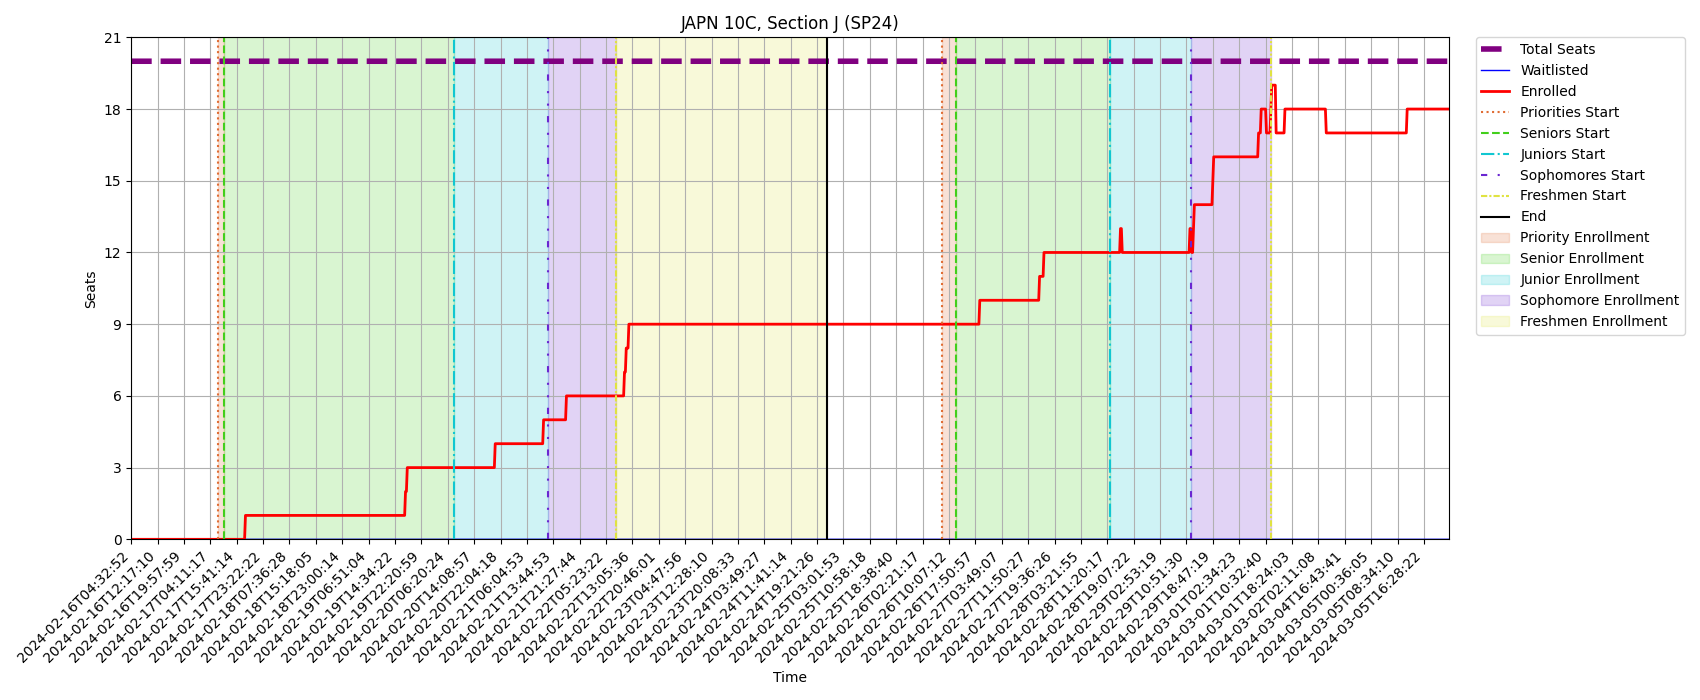 JAPN 10C, Section J (SP24)
Seats
21
18
15
12
9
6
3
0
2024-02-16T04:32:52
2024-02-16T12:17:10
2024-02-16T19:57:59
2024-02-17T04:11:17
2024-02-17T15:41:14
2024-02-17T23:22:22
2024-02-18T07:36:28
2024-02-18T15:18:05
2024-02-18T23:00:14
2024-02-19T06:51:04
2024-02-19T14:34:22
2024-02-19T22:20:59
2024-02-20T06:20:24
2024-02-20T14:08:57
2024-02-20T22:04:18
2024-02-21T06:04:53
2024-02-21T13:44:53
2024-02-21T21:27:44
2024-02-22T05:23:22
2024-02-22T13:05:36
2024-02-22T20:46:01
2024-02-23T04:47:56
2024-02-23T12:28:10
2024-02-23T20:08:33
2024-02-24T03:49:27
2024-02-24T11:41:14
2024-02-24T19:21:26
2024-02-25T03:01:53
2024-02-25T10:58:18
2024-02-25T18:38:40
2024-02-26T02:21:17
2024-02-26T10:07:12
2024-02-26T17:50:57
2024-02-27T03:49:07
2024-02-27T11:50:27
2024-02-27T19:36:26
2024-02-28T03:21:55
2024-02-28T11:20:17
2024-02-28T19:07:22
2024-02-29T02:53:19
2024-02-29T10:51:30
2024-02-29T18:47:19
2024-03-01T02:34:23
2024-03-01T10:32:40
2024-03-01T18:24:03
2024-03-02T02:11:08
2024-03-04T16:43:41
2024-03-05T00:36:05
2024-03-05T08:34:10
2024-03-05T16:28:22
Time
Total Seats
Waitlisted
Enrolled
Priorities Start
Seniors Start
Juniors Start
Sophomores Start
Freshmen Start
End
Priority Enrollment
Senior Enrollment
Junior Enrollment
Sophomore Enrollment
Freshmen Enrollment